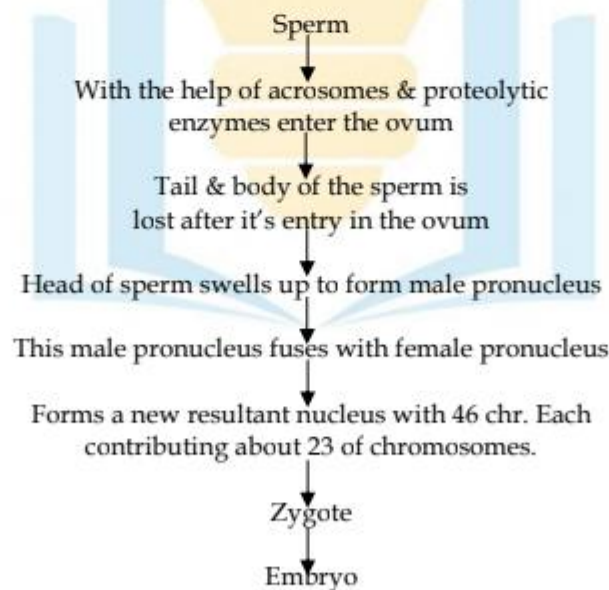 Sperm
With the help of acrosomes & proteolytic
enzymes enter the ovum
Tail & body of the sperm is
lost after it's entry in the ovum
Head of sperm swells up to form male pronucleus
This male pronucleus fuses with female pronucleus
Forms a new resultant nucleus with 46 chr. Each
contributing about 23 of chromosomes.
Zygote
Embryo